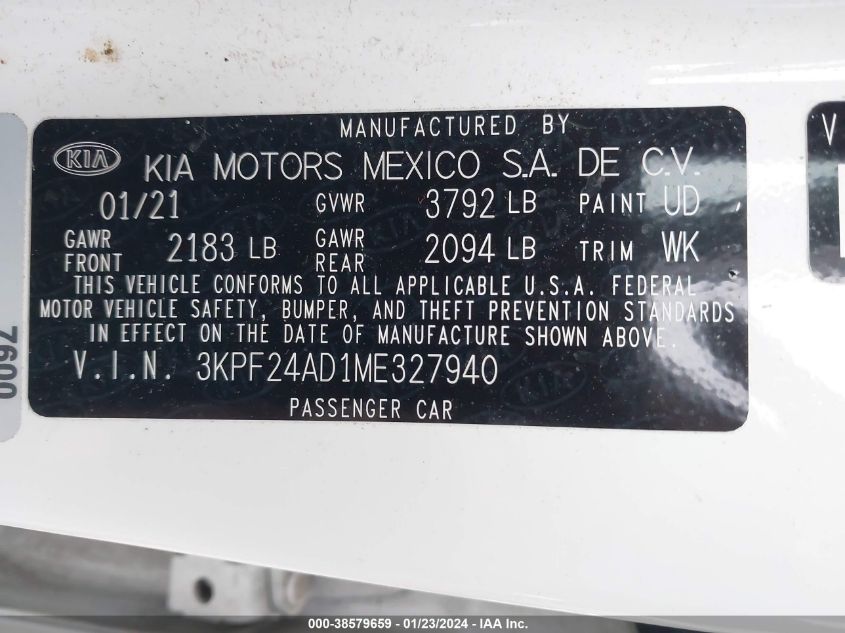 MANUFACTURED BY
KIA KIA MOTORS MEXICO S.A. DE C.V.
01/21 GVWR 3792 LB PAINT UD
GAWR FRONT 2183 LB GAWR REAR 2094 LB TRIM WK
THIS VEHICLE CONFORMS TO ALL APPLICABLE U.S.A. FEDERAL
MOTOR VEHICLE SAFETY, BUMPER, AND THEFT PREVENTION STANDARDS
IN EFFECT ON THE DATE OF MANUFACTURE SHOWN ABOVE.
V.I.N. 3KPF24AD1ME327940
PASSENGER CAR
V
000-38579659 - 01/23/2024 - IAA Inc.